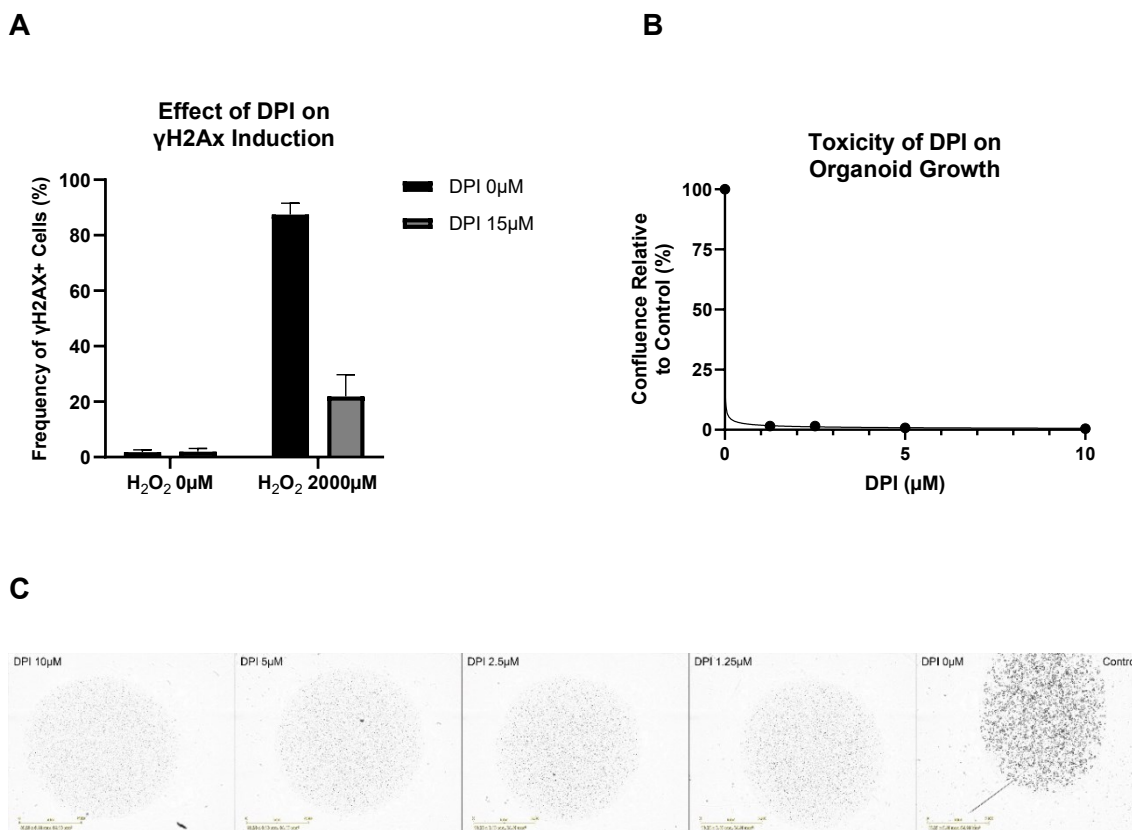 A
B
Effect of DPI on
γH2Ax Induction
Frequency of γH2AX+ Cells (%)
100
80
60
40
20
0
H₂O₂ 0µM
H₂O₂ 2000µM
DPI 0µM
DPI 15µM
Toxicity of DPI on
Organoid Growth
Confluence Relative
to Control (%)
100
75
50
25
0
0
5
10
DPI (µM)
C
DPI 10µM
DPI 5µM
DPI 2.5µM
DPI 1.25µM
DPI 0µM
Control